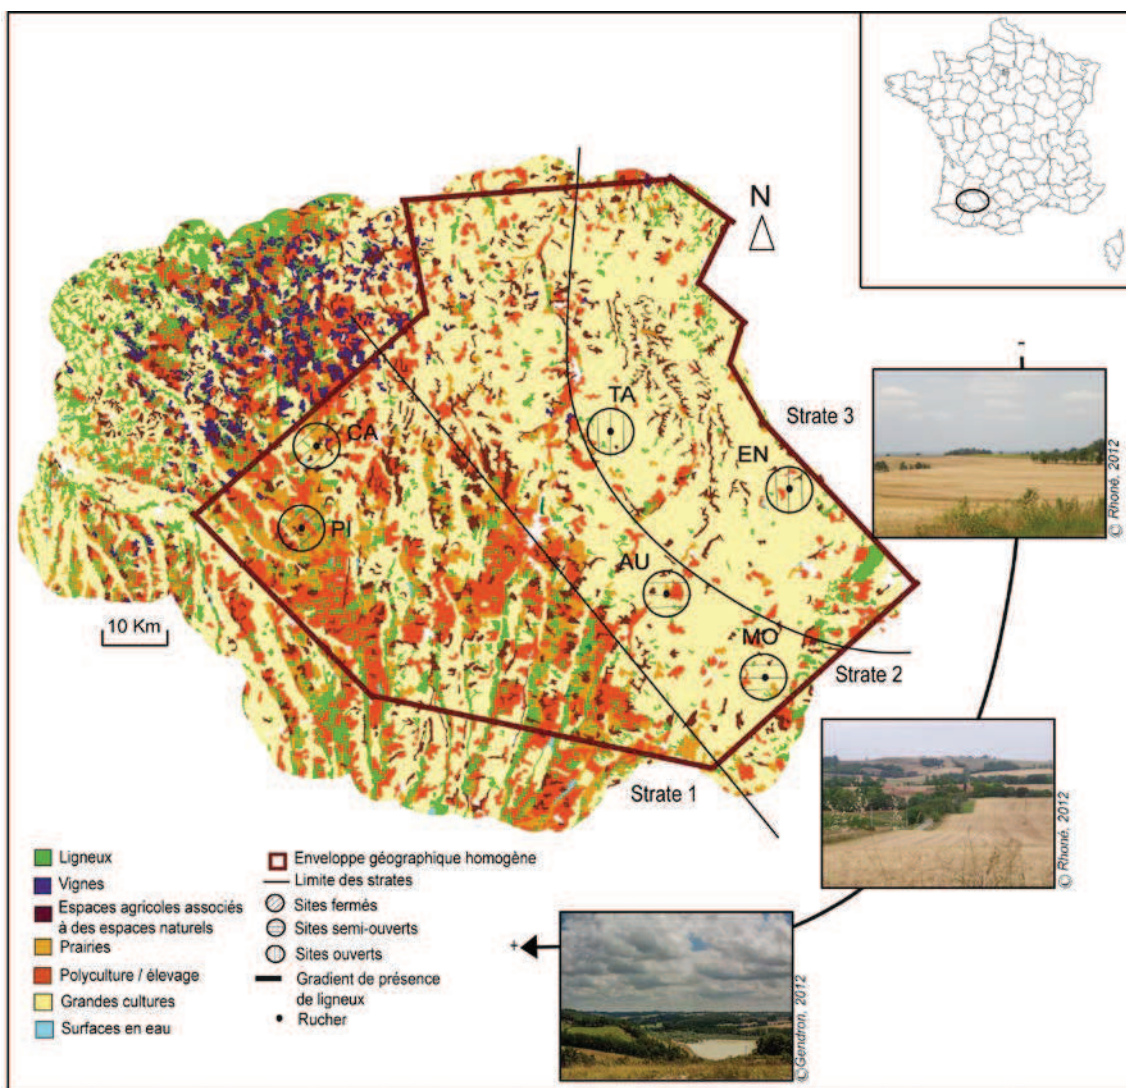 N
TA
Strate 3
CA
EN
PI
AU
10 Km
MO
Strate 2
Strate 1
-
© Rhoné, 2012
© Rhoné, 2012
+
© Gendron, 2012
Ligneux
Vignes
Espaces agricoles associés
à des espaces naturels
Prairies
Polyculture / élevage
Grandes cultures
Surfaces en eau
Enveloppe géographique homogène
Limite des strates
Sites fermés
Sites semi-ouverts
Sites ouverts
Gradient de présence
de ligneux
Rucher